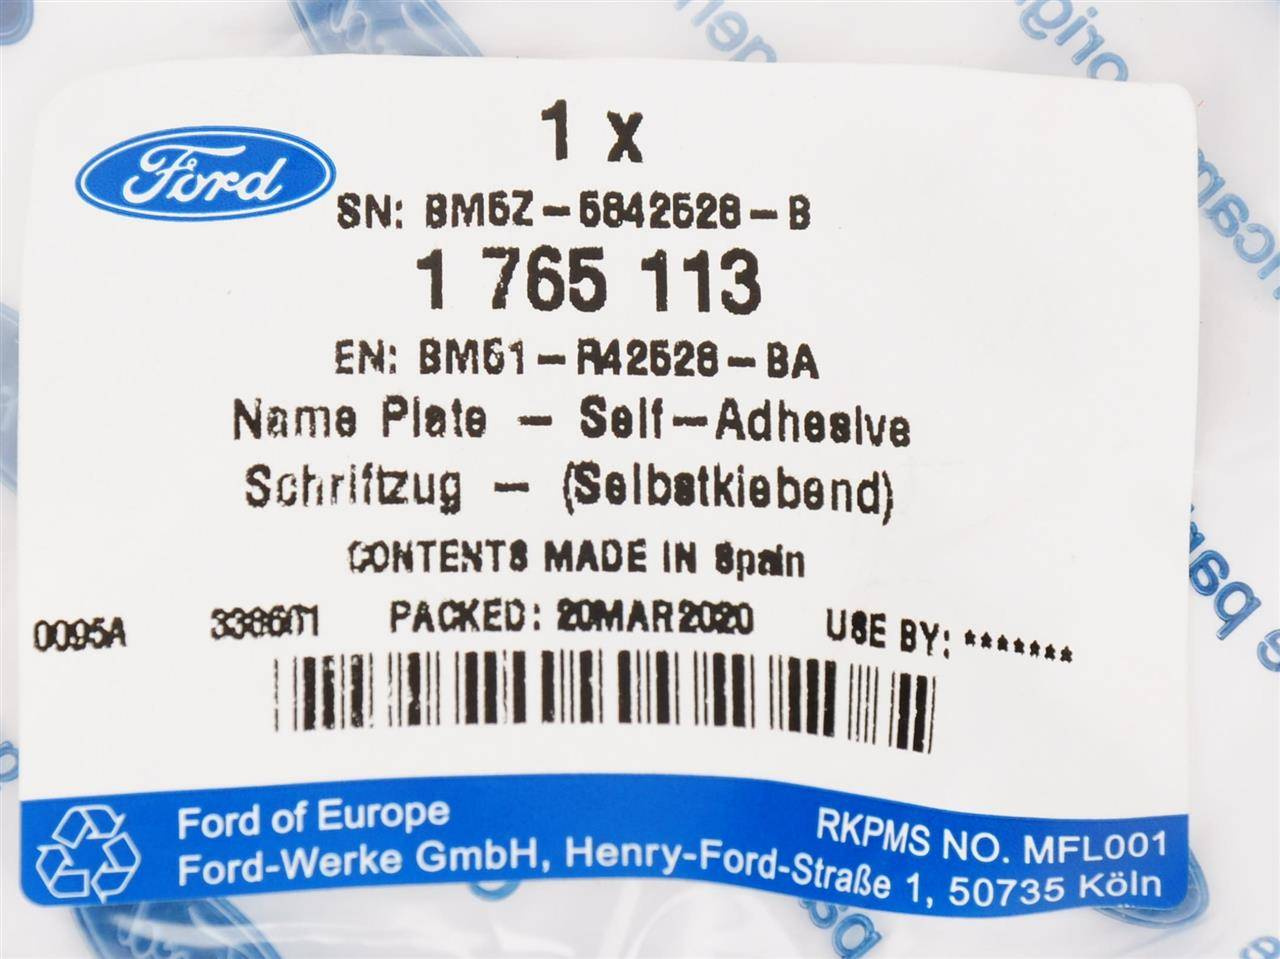 Ford
1 x
SN: BM5Z-5842528-B
1 765 113
EN: BM51-R42528-BA
Name Plate - Self-Adhesive
Schriftzug - (Selbstklebend)
CONTENTS MADE IN Spain
0095A 338601 PACKED: 20MAR2020 USE BY: *******
Ford of Europe
Ford-Werke GmbH, Henry-Ford-Straße 1, 50735 Köln
RKPMS NO. MFL001